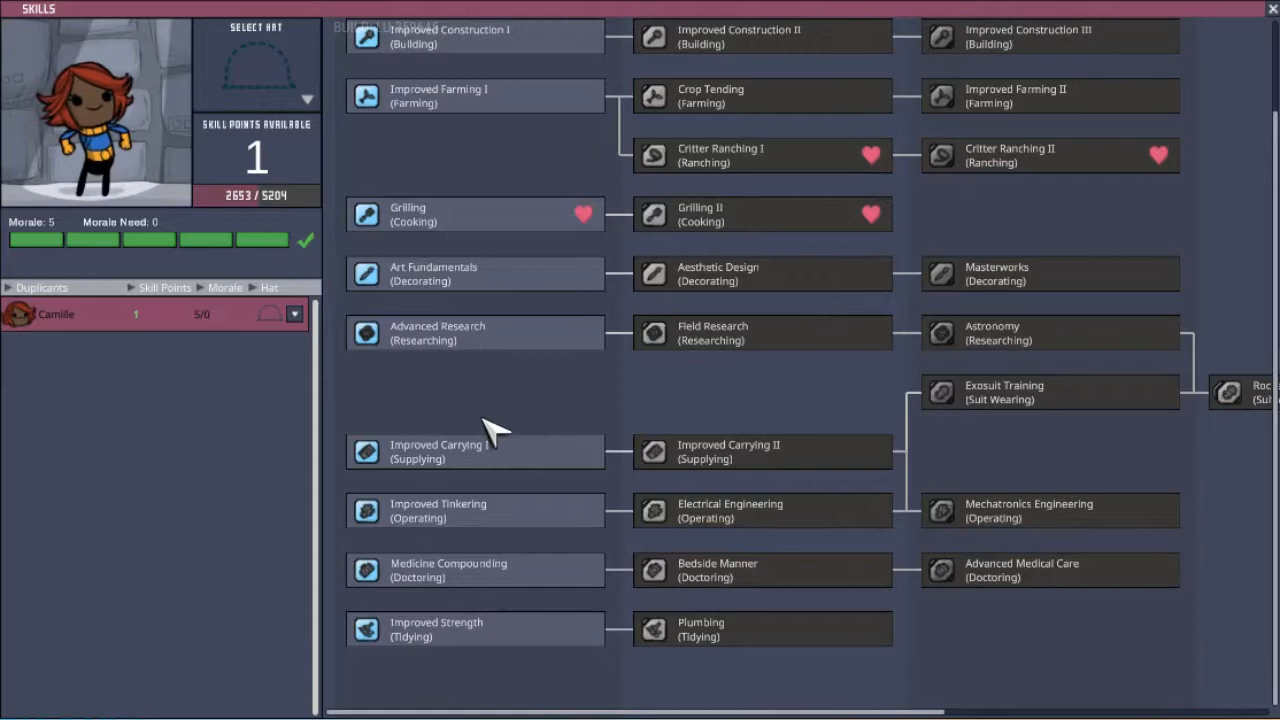 SKILLS
SELECT HAT
SKILL POINTS AVAILABLE
1
2653 / 5204
Morale: 5 Morale Need: 0
Duplicants Skill Points Morale Hat
Camille 1 5/0
Improved Construction I
(Building)
Improved Construction II
(Building)
Improved Construction III
(Building)
Improved Farming I
(Farming)
Crop Tending
(Farming)
Improved Farming II
(Farming)
Critter Ranching I
(Ranching)
Critter Ranching II
(Ranching)
Grilling
(Cooking)
Grilling II
(Cooking)
Art Fundamentals
(Decorating)
Aesthetic Design
(Decorating)
Masterworks
(Decorating)
Advanced Research
(Researching)
Field Research
(Researching)
Astronomy
(Researching)
Exosuit Training
(Suit Wearing)
Roc
(Suit
Improved Carrying I
(Supplying)
Improved Carrying II
(Supplying)
Improved Tinkering
(Operating)
Electrical Engineering
(Operating)
Mechatronics Engineering
(Operating)
Medicine Compounding
(Doctoring)
Bedside Manner
(Doctoring)
Advanced Medical Care
(Doctoring)
Improved Strength
(Tidying)
Plumbing
(Tidying)